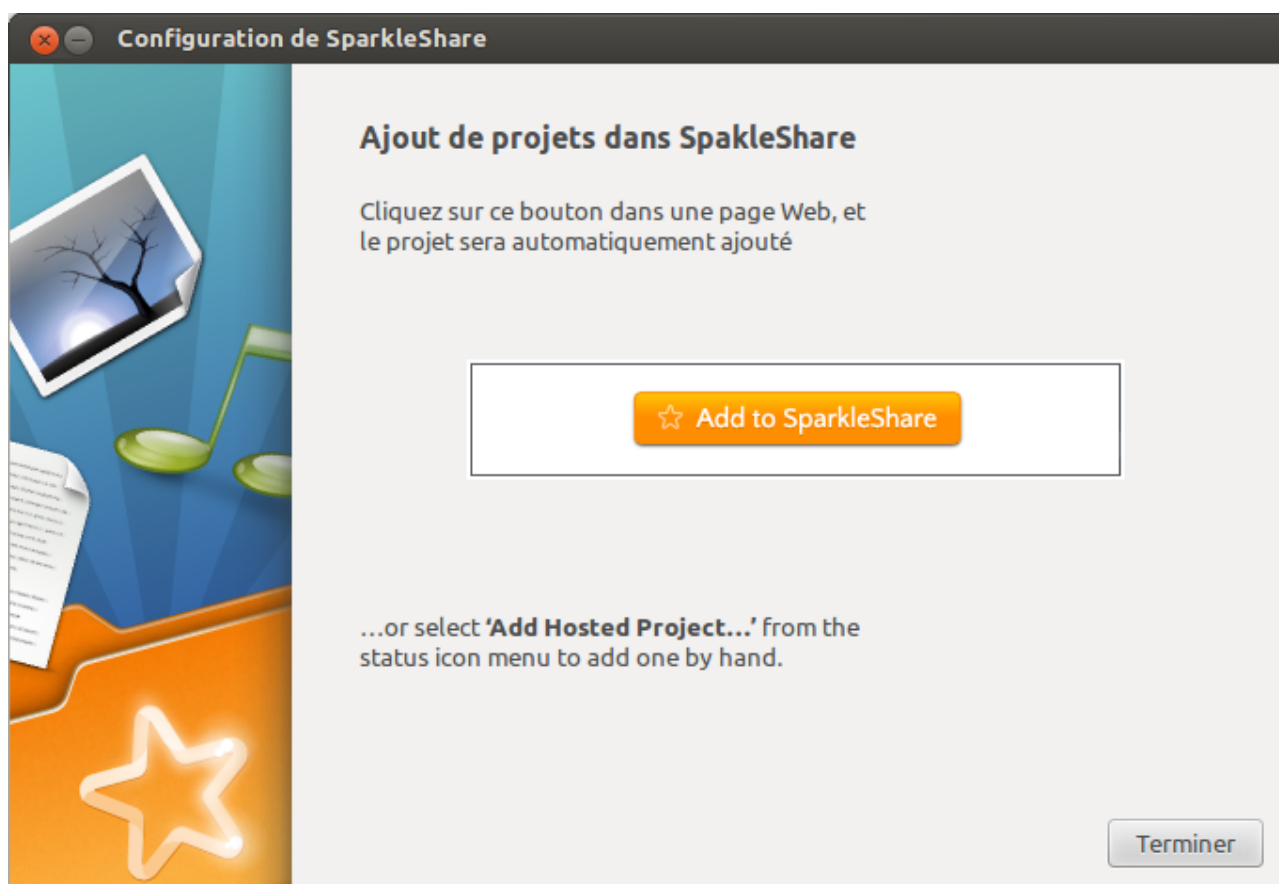 Configuration de SparkleShare
Ajout de projets dans SpakleShare
Cliquez sur ce bouton dans une page Web, et
le projet sera automatiquement ajouté
Add to SparkleShare
…or select ‘Add Hosted Project…’ from the
status icon menu to add one by hand.
Terminer